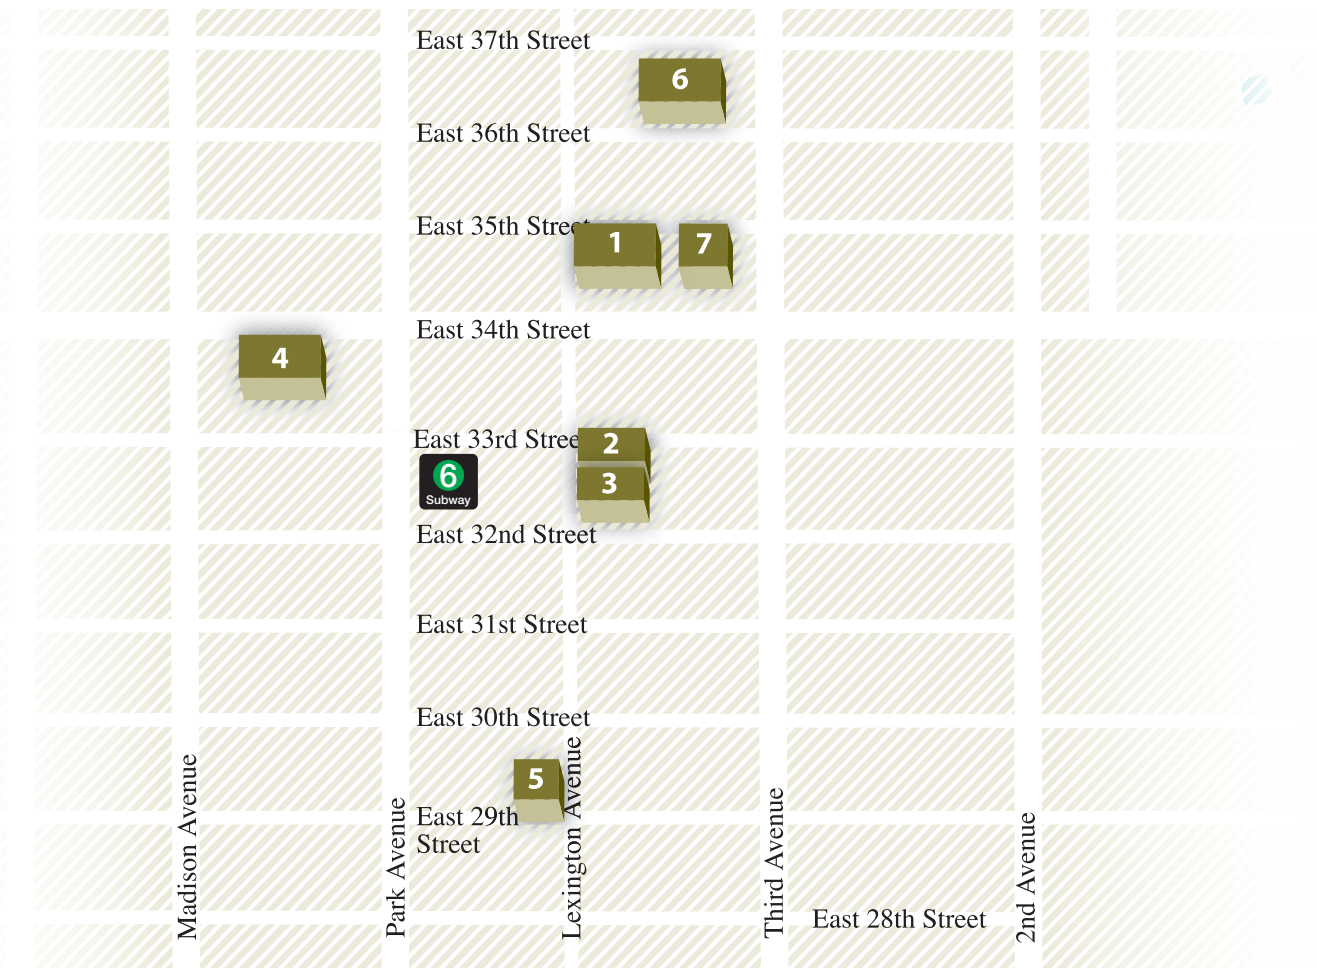 East 37th Street
6
East 36th Street
East 35th Street
1
7
East 34th Street
4
East 33rd Stree
2
6
Subway
3
East 32nd Street
East 31st Street
East 30th Street
5
East 29th
Street
Madison Avenue
Park Avenue
Lexington Avenue
Third Avenue
2nd Avenue
East 28th Street